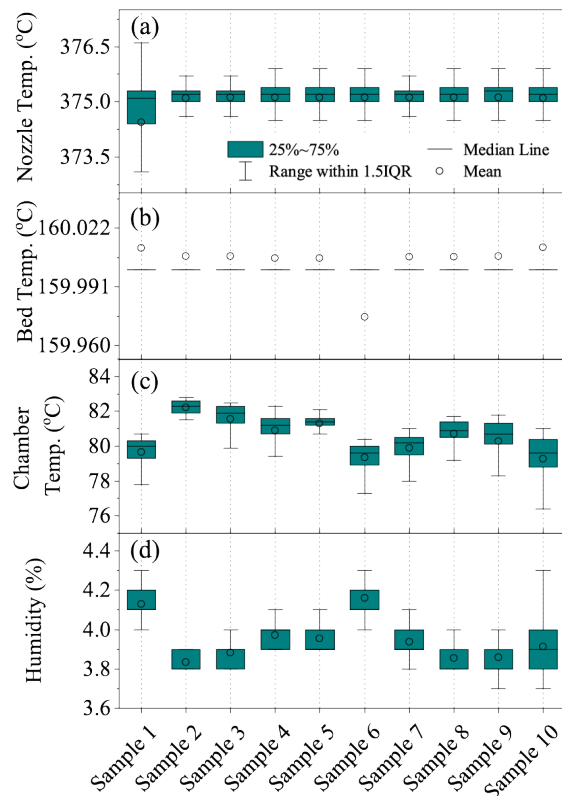 (a)
Nozzle Temp. (°C)
376.5
375.0
373.5
25%~75%
Median Line
Range within 1.5IQR
Mean
(b)
Bed Temp. (°C)
160.022
159.991
159.960
(c)
Chamber
Temp. (°C)
84
82
80
78
76
(d)
Humidity (%)
4.4
4.2
4.0
3.8
3.6
Sample 1
Sample 2
Sample 3
Sample 4
Sample 5
Sample 6
Sample 7
Sample 8
Sample 9
Sample 10